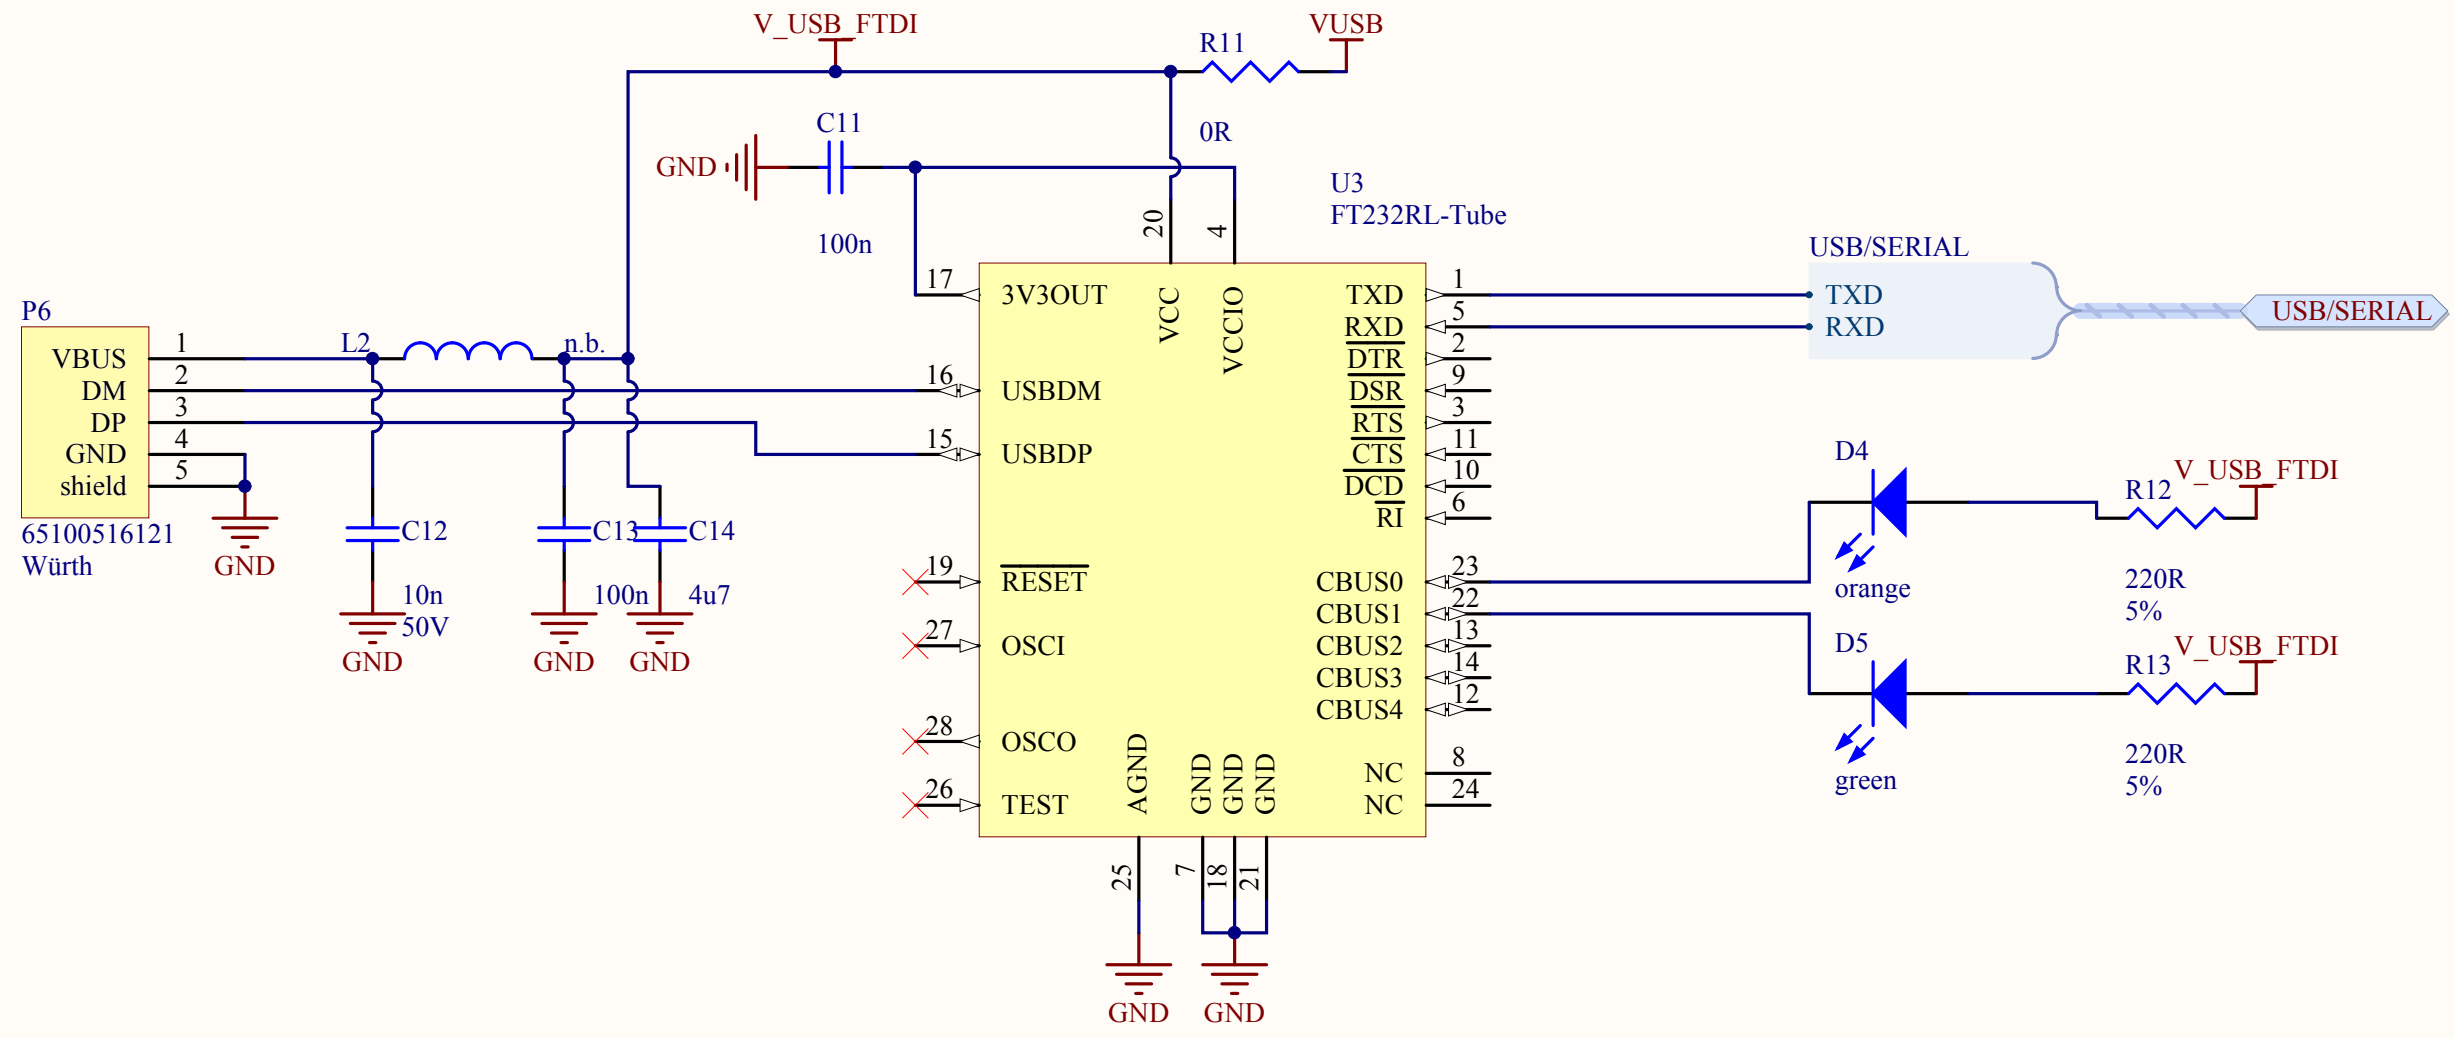 V_USB_FTDI
VUSB
R11
0R
C11
GND
100n
U3
FT232RL-Tube
20
4
VCC
VCCIO
P6
VBUS 1
DM 2
DP 3
GND 4
shield 5
65100516121
Würth
GND
L2
n.b.
C12
10n
50V
GND
C13
100n
GND
C14
4u7
GND
17 3V3OUT
16 USBDM
15 USBDP
19 RESET
27 OSCI
28 OSCO
26 TEST
TXD 1
RXD 5
DTR 2
DSR 9
RTS 3
CTS 11
DCD 10
RI 6
CBUS0 23
CBUS1 22
CBUS2 13
CBUS3 14
CBUS4 12
NC 8
NC 24
AGND
GND
GND
GND
25
7
18
21
GND
GND
USB/SERIAL
TXD
RXD
USB/SERIAL
D4
orange
V_USB_FTDI
R12
220R
5%
D5
green
V_USB_FTDI
R13
220R
5%